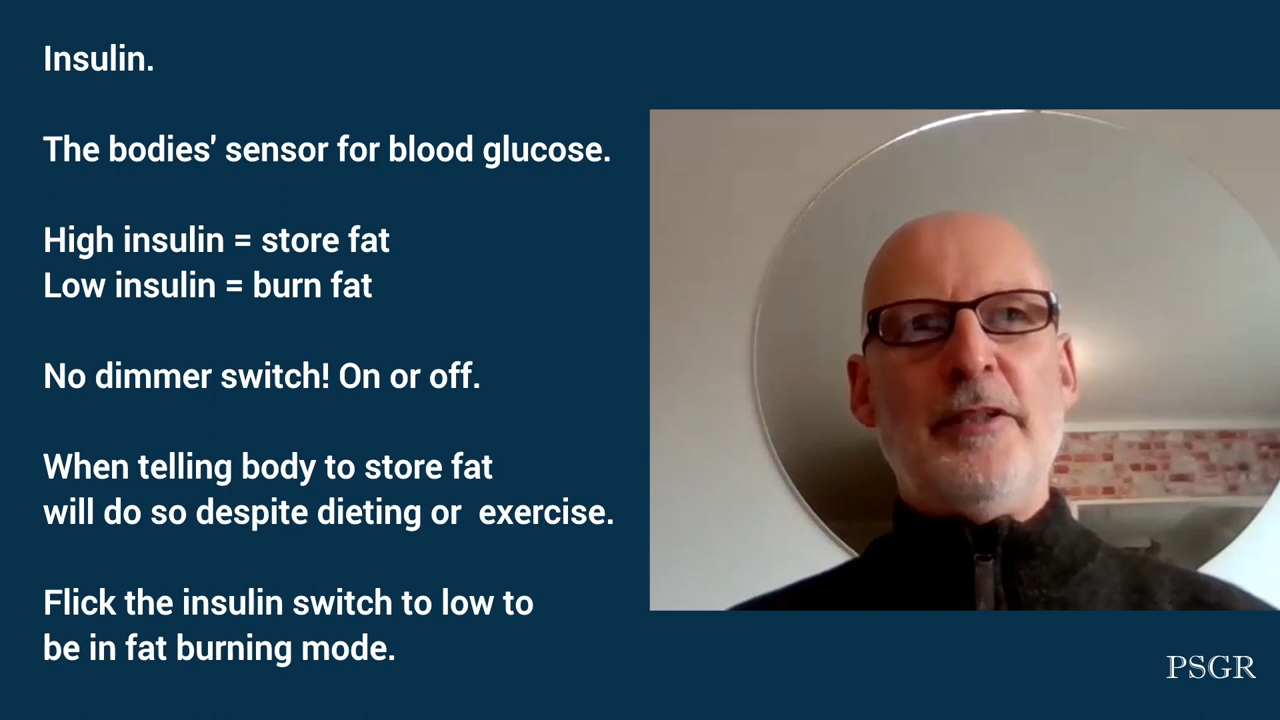 Insulin.
The bodies' sensor for blood glucose.
High insulin = store fat
Low insulin = burn fat
No dimmer switch! On or off.
When telling body to store fat
will do so despite dieting or  exercise.
Flick the insulin switch to low to
be in fat burning mode.
PSGR